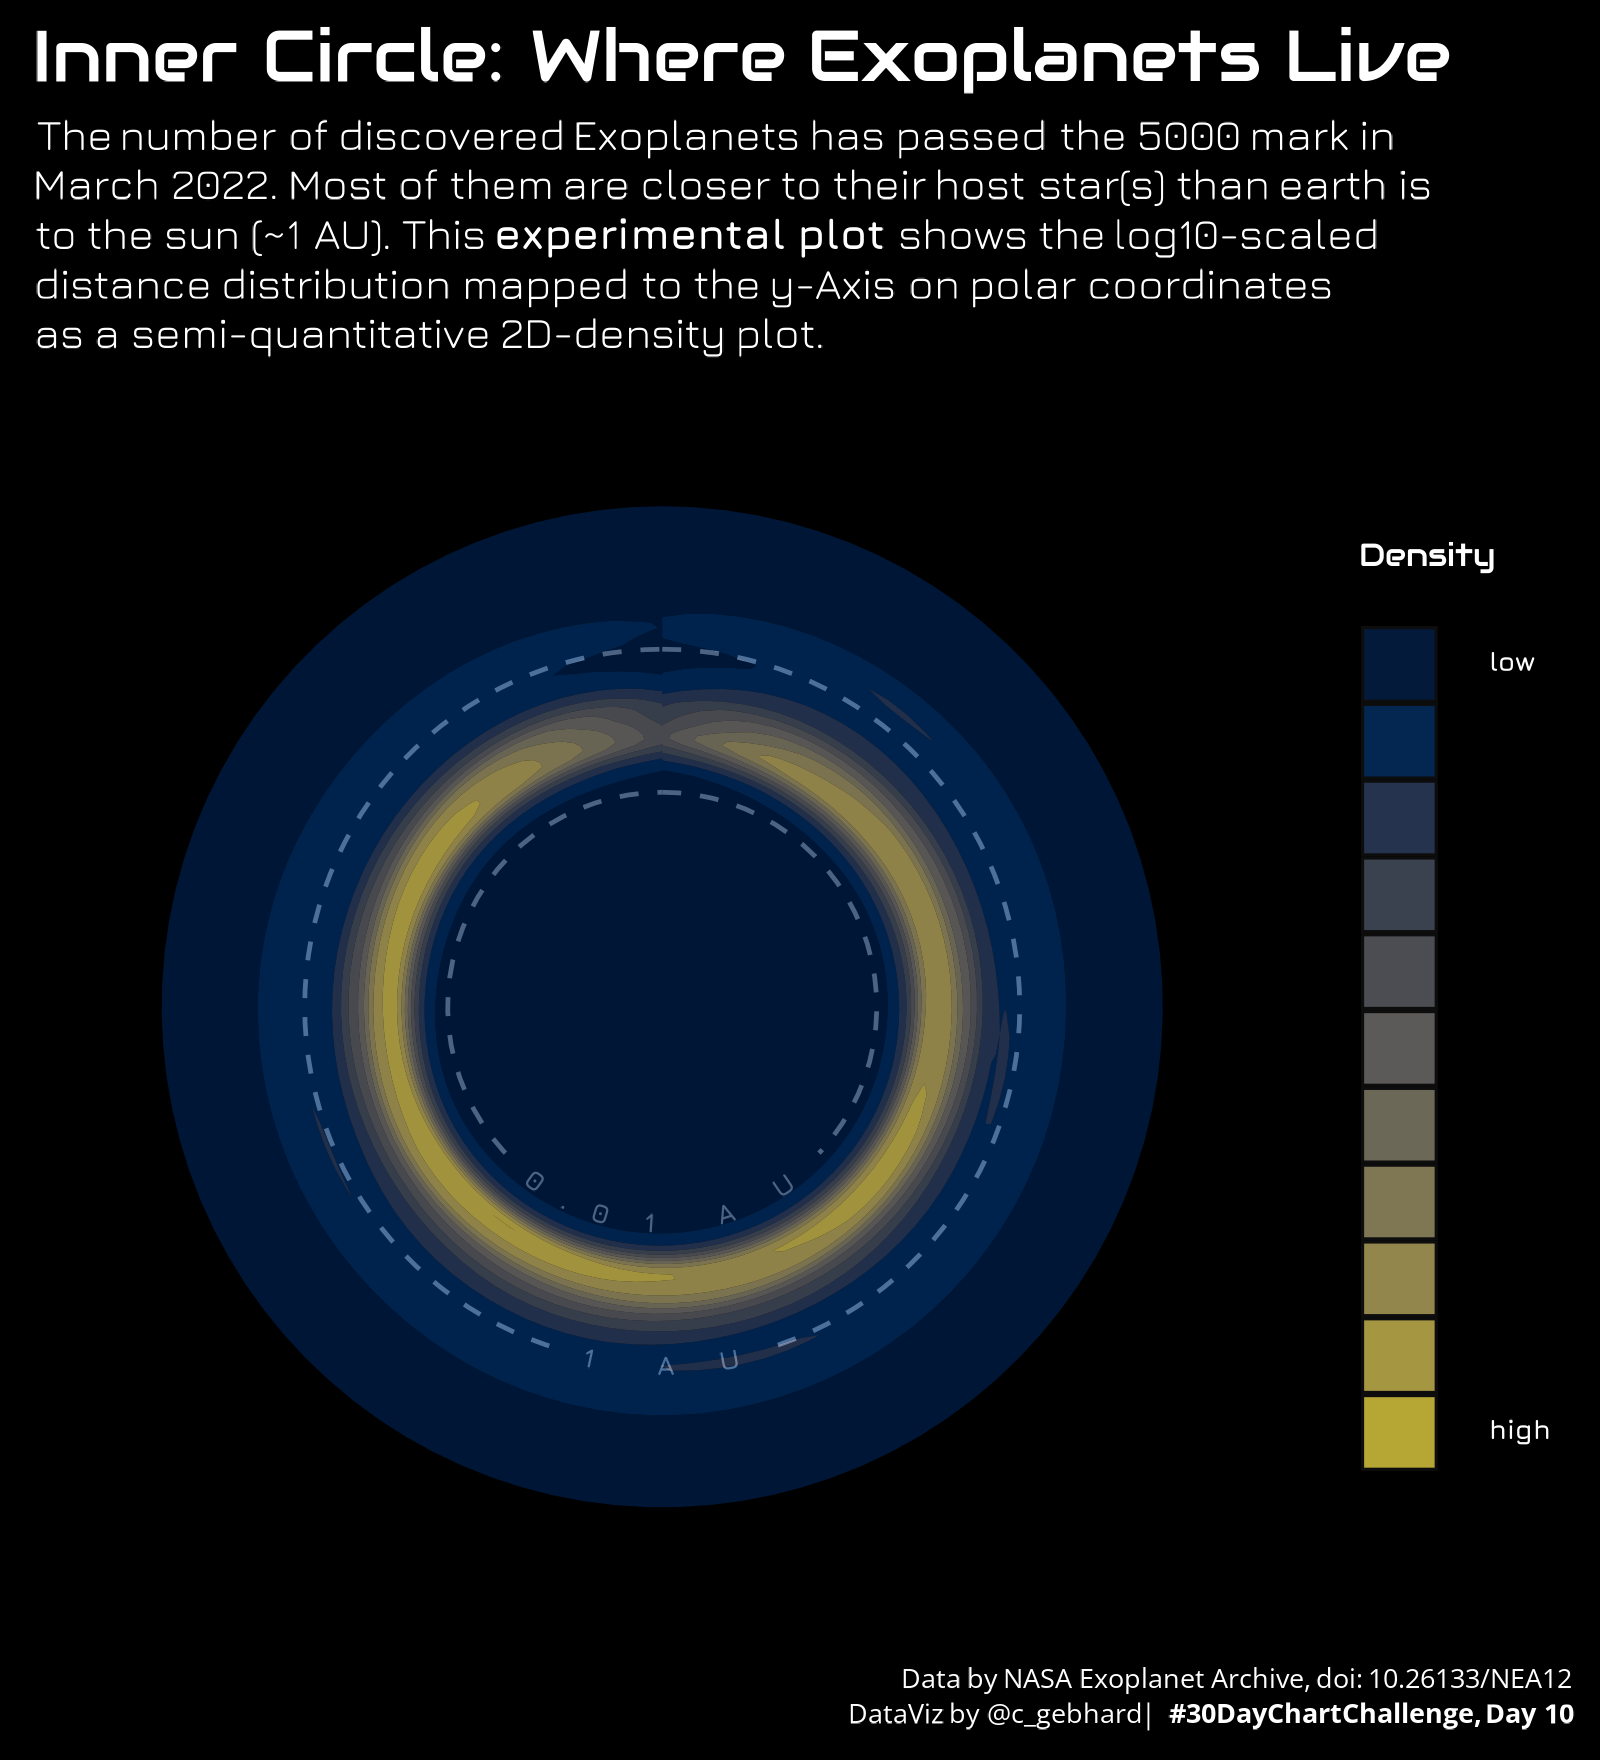 Inner Circle: Where Exoplanets Live
The number of discovered Exoplanets has passed the 5000 mark in
March 2022. Most of them are closer to their host star(s) than earth is
to the sun (~1 AU). This experimental plot shows the log10-scaled
distance distribution mapped to the y-Axis on polar coordinates
as a semi-quantitative 2D-density plot.
Density
low
0.01 AU
1 AU
high
Data by NASA Exoplanet Archive, doi: 10.26133/NEA12
DataViz by @c_gebhard| #30DayChartChallenge, Day 10